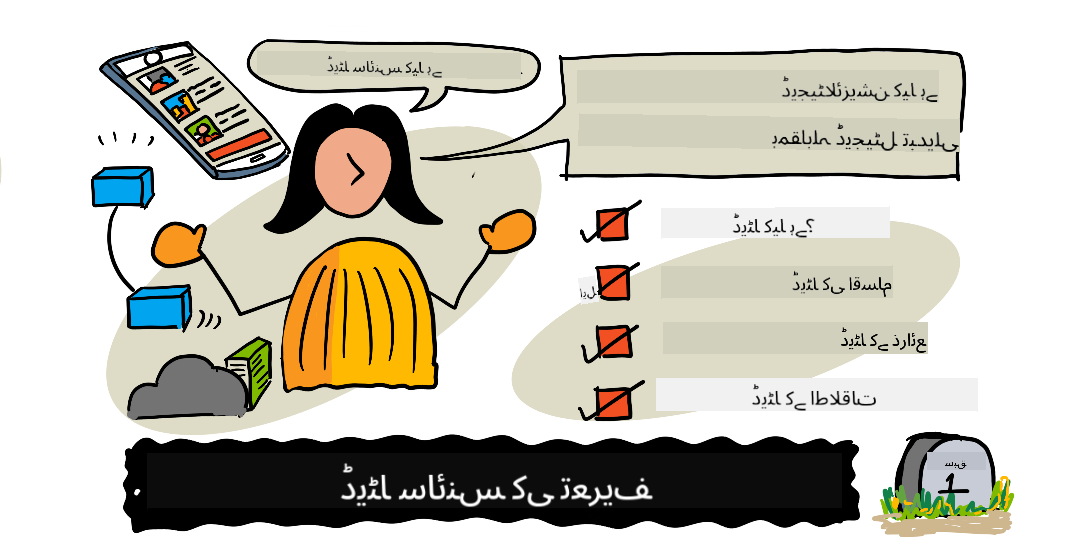 ڈیٹا سائنس کیا ہے
ڈیجیٹلائزیشن کیا ہے
بمقابلہ ڈیجیٹل تبدیلی
ڈیٹا کیا ہے؟
ڈیٹا کی اقسام
ڈیٹا کے ذرائع
ڈیٹا کے اطلاقات
ڈیٹا سائنس کی تعریف
سبق
1